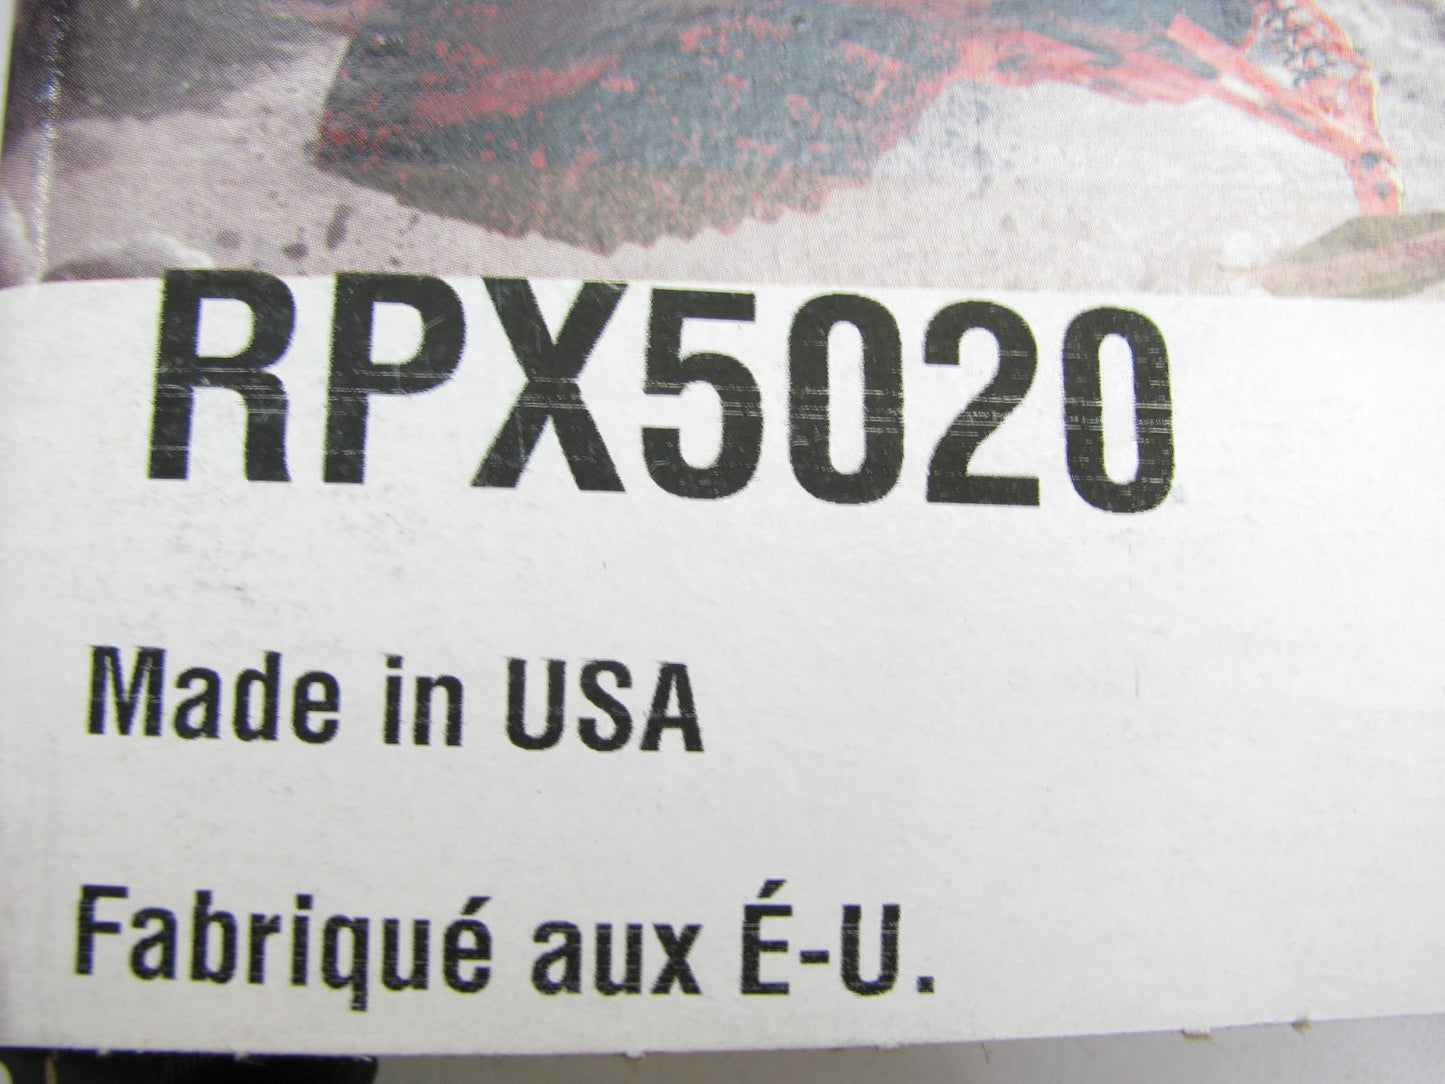 RPX5020
Made in USA
Fabriqué aux É-U.